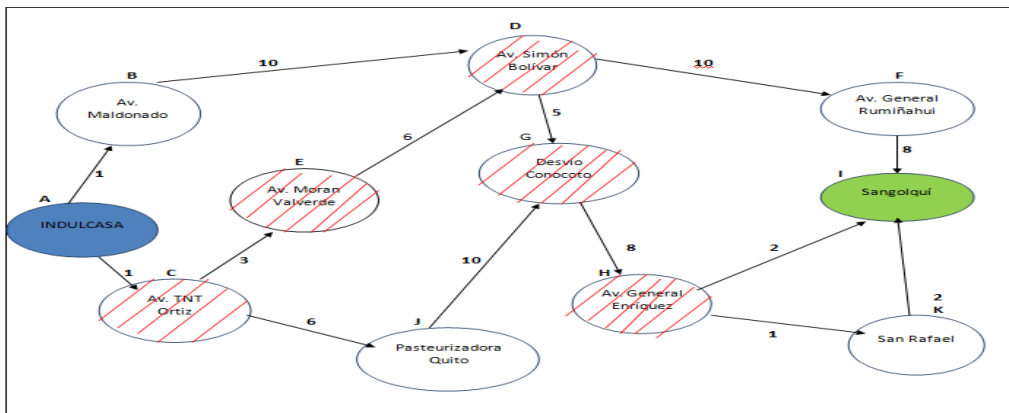 D
B
10
Av. Simón
Bolívar
10
F
Av.
Maldonado
Av. General
Rumiñahui
6
5
G
8
1
E
Desvio
Conocoto
I
Av. Moran
Valverde
Sangolquí
A
INDULCASA
3
10
8
2
1
C
H
Av. TNT
Ortiz
Av. General
Enríquez
6
J
1
2
K
Pasteurizadora
Quito
San Rafael